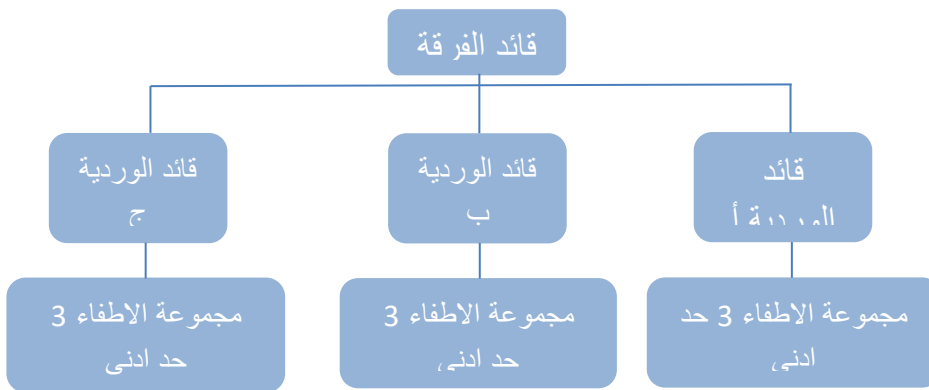 قائد الفرقة
قائد
الوردية أ
قائد الوردية
ب
قائد الوردية
ج
مجموعة الاطفاء 3 حد
ادنى
مجموعة الاطفاء 3
حد ادنى
مجموعة الاطفاء 3
حد ادنى